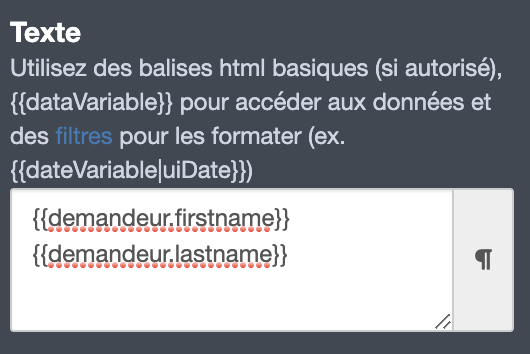 Texte
Utilisez des balises html basiques (si autorisé),
{{dataVariable}} pour accéder aux données et
des filtres pour les formater (ex.
{{dateVariable|uiDate}})
{{demandeur.firstname}}
{{demandeur.lastname}}
¶